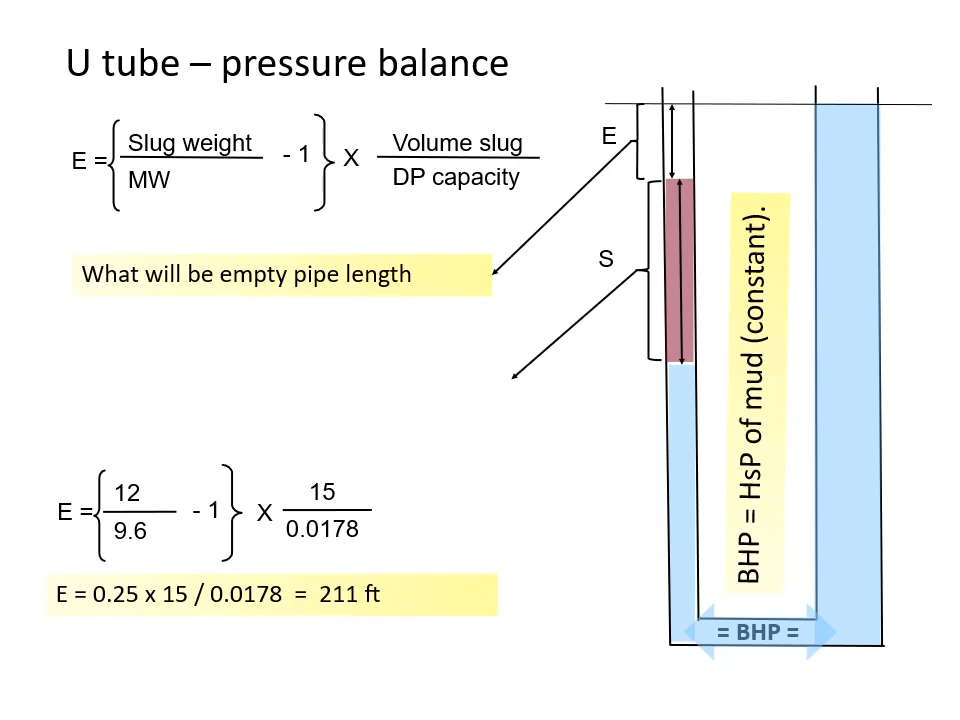 U tube – pressure balance
E = { Slug weight / MW - 1 } X Volume slug / DP capacity
What will be empty pipe length
E = { 12 / 9.6 - 1 } X 15 / 0.0178
E = 0.25 x 15 / 0.0178 = 211 ft
E
S
BHP = HsP of mud (constant).
= BHP =